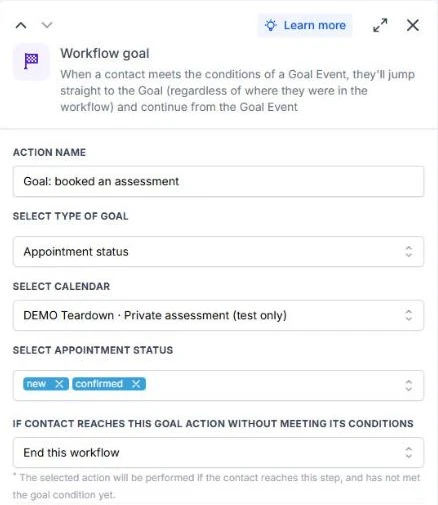 Learn more
Workflow goal
When a contact meets the conditions of a Goal Event, they'll jump
straight to the Goal (regardless of where they were in the
workflow) and continue from the Goal Event
ACTION NAME
Goal: booked an assessment
SELECT TYPE OF GOAL
Appointment status
SELECT CALENDAR
DEMO Teardown · Private assessment (test only)
SELECT APPOINTMENT STATUS
new confirmed
IF CONTACT REACHES THIS GOAL ACTION WITHOUT MEETING ITS CONDITIONS
End this workflow
* The selected action will be performed if the contact reaches this step, and has not met
the goal condition yet.